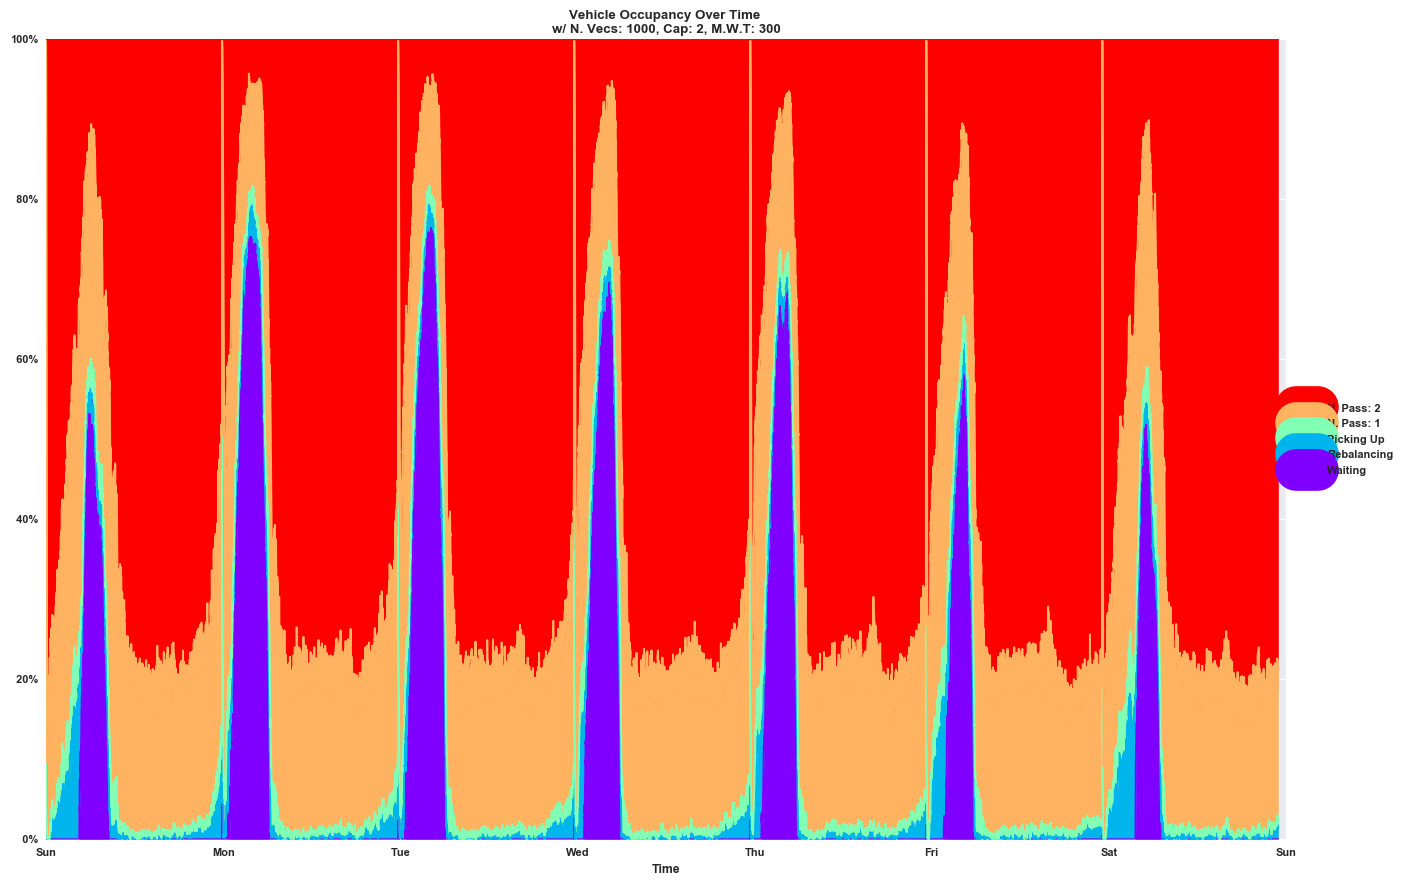 Vehicle Occupancy Over Time
w/ N. Vecs: 1000, Cap: 2, M.W.T: 300
100%
80%
60%
40%
20%
0%
Sun Mon Tue Wed Thu Fri Sat Sun
Time
Pass: 2
N. Pass: 1
Picking Up
Rebalancing
Waiting